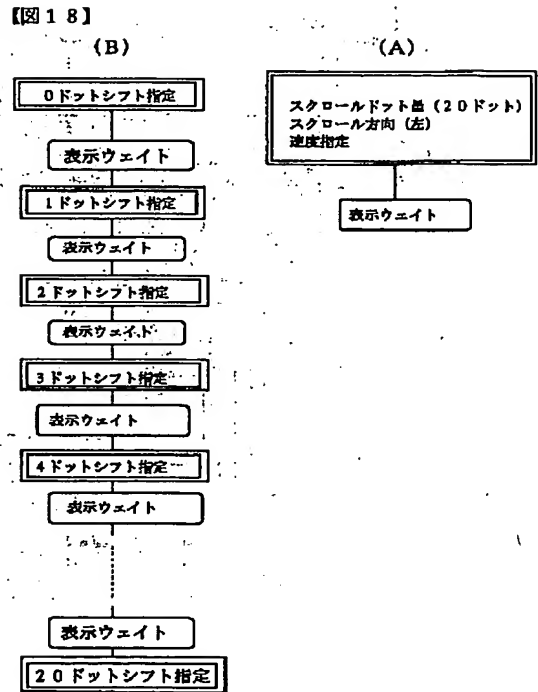 【図18】
(B)
0ドットシフト指定
表示ウェイト
1ドットシフト指定
表示ウェイト
2ドットシフト指定
表示ウェイト
3ドットシフト指定
表示ウェイト
4ドットシフト指定
表示ウェイト
表示ウェイト
20ドットシフト指定
(A)
スクロールドット量(20ドット)
スクロール方向(左)
速度指定
表示ウェイト